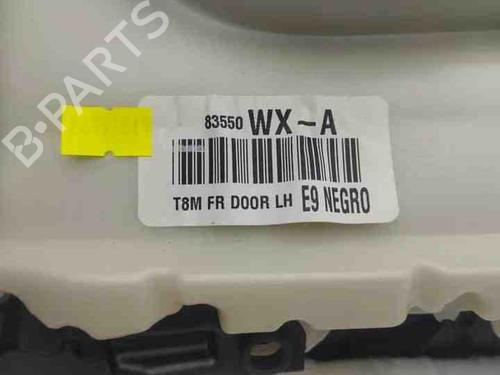 B-PARTS
83550 WX-A
T8M FR DOOR LH E9 NEGRO